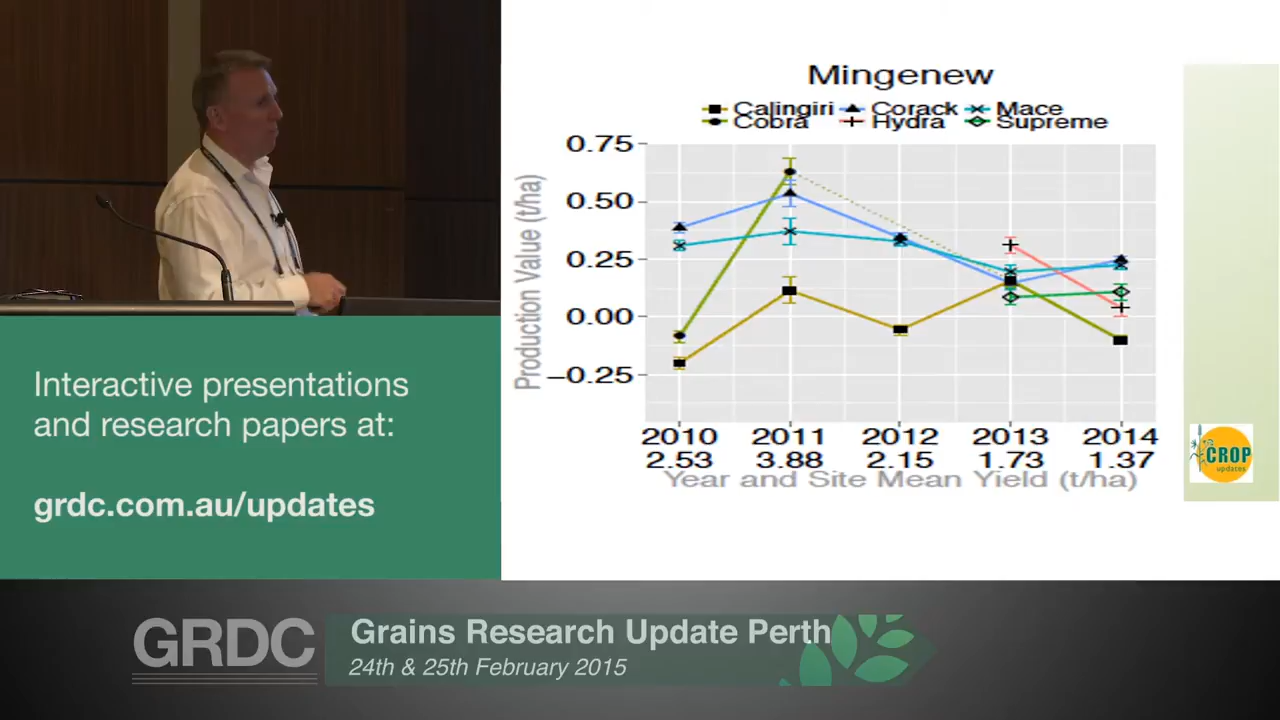 Mingenew
Calingiri Corack Mace
Cobra Hydra Supreme
0.75
0.50
0.25
0.00
−0.25
Production Value (t/ha)
2010 2011 2012 2013 2014
2.53 3.88 2.15 1.73 1.37
Year and Site Mean Yield (t/ha)
CROP
updates
Interactive presentations
and research papers at:
grdc.com.au/updates
GRDC
Grains Research Update Perth
24th & 25th February 2015